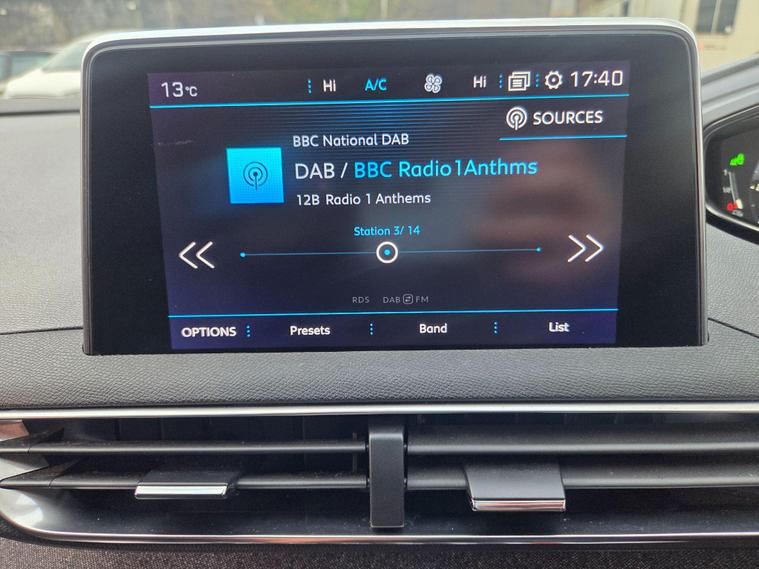 13°C Hi A/C Hi 17:40
SOURCES
BBC National DAB
DAB / BBC Radio1Anthms
12B Radio 1 Anthems
Station 3/ 14
RDS DAB FM
OPTIONS Presets Band List
1